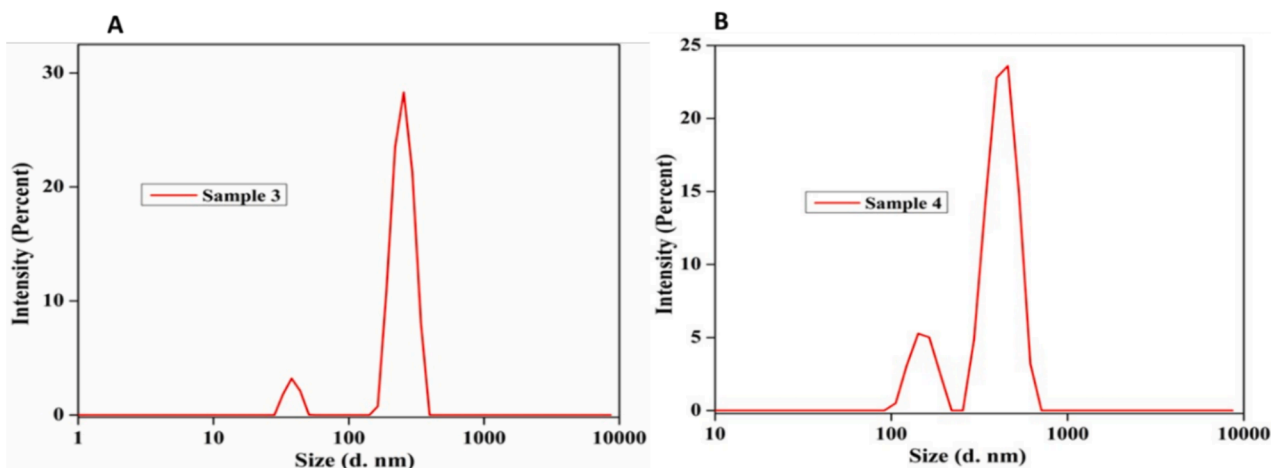 A
30
20
10
0
Intensity (Percent)
Sample 3
1 10 100 1000 10000
Size (d. nm)
B
25
20
15
10
5
0
Intensity (Percent)
Sample 4
10 100 1000 10000
Size (d. nm)